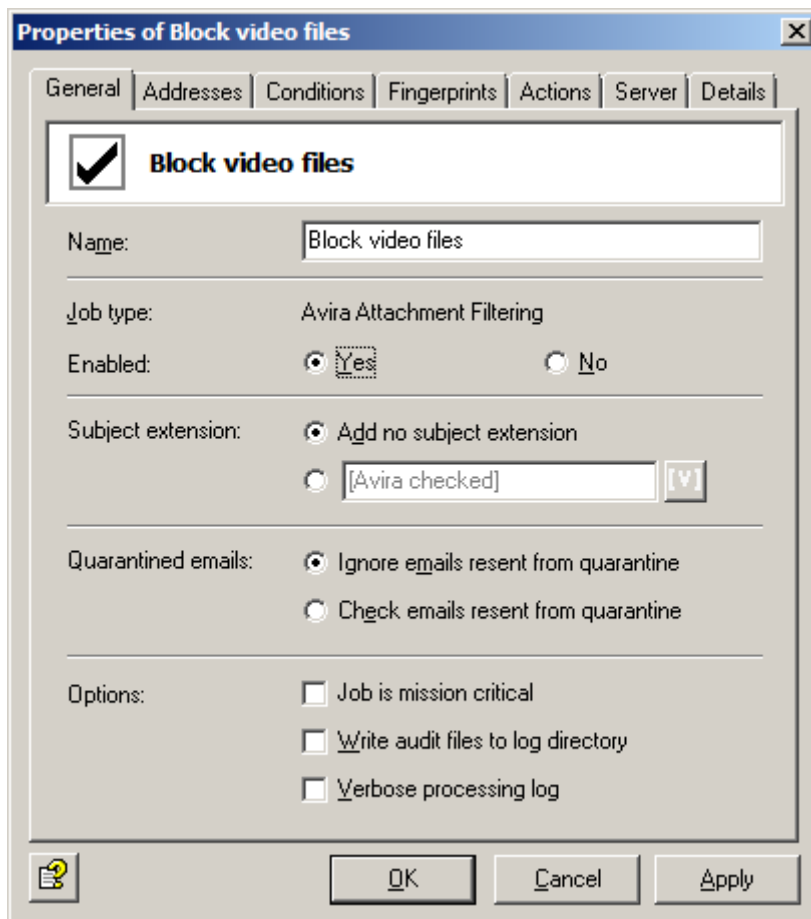 Properties of Block video files
General Addresses Conditions Fingerprints Actions Server Details
Block video files
Name: Block video files
Job type: Avira Attachment Filtering
Enabled: Yes No
Subject extension: Add no subject extension
[Avira checked] [V]
Quarantined emails: Ignore emails resent from quarantine
Check emails resent from quarantine
Options: Job is mission critical
Write audit files to log directory
Verbose processing log
OK Cancel Apply